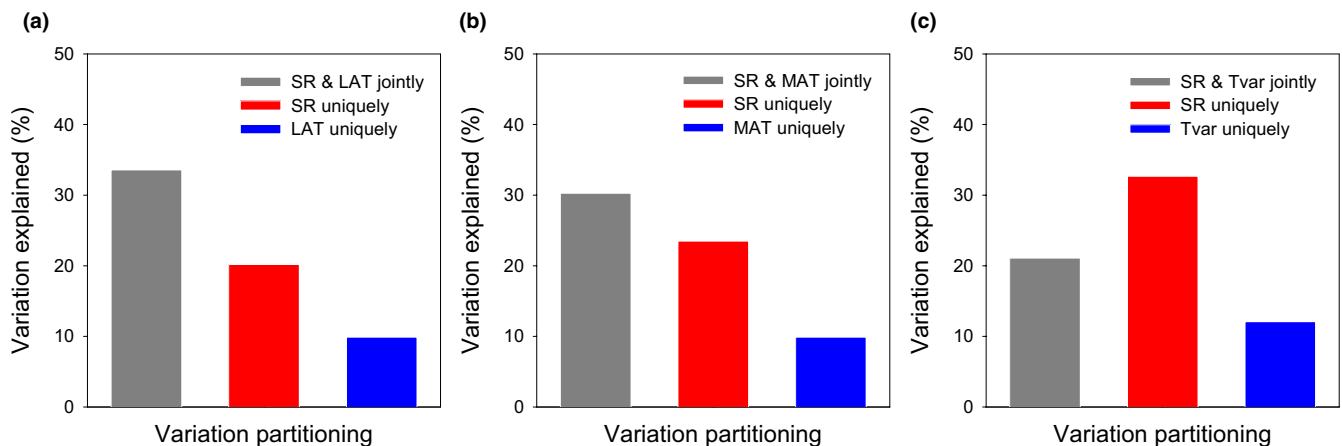 (a)
50
40
30
20
10
0
Variation explained (%)
SR & LAT jointly
SR uniquely
LAT uniquely
Variation partitioning
(b)
50
40
30
20
10
0
Variation explained (%)
SR & MAT jointly
SR uniquely
MAT uniquely
Variation partitioning
(c)
50
40
30
20
10
0
Variation explained (%)
SR & Tvar jointly
SR uniquely
Tvar uniquely
Variation partitioning